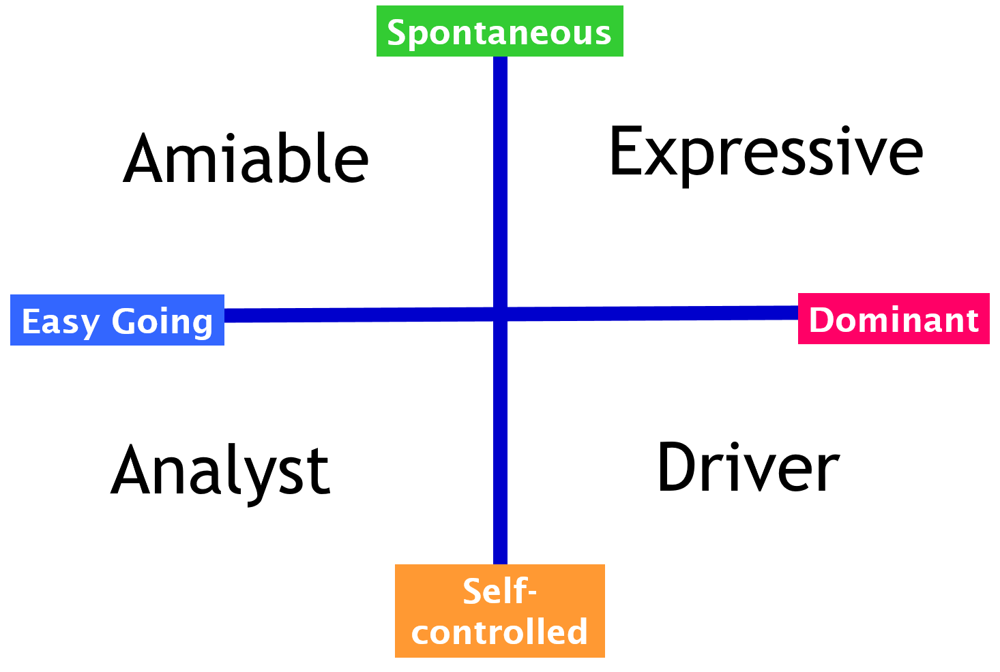 Spontaneous
Amiable
Expressive
Easy Going
Dominant
Analyst
Driver
Self-
controlled